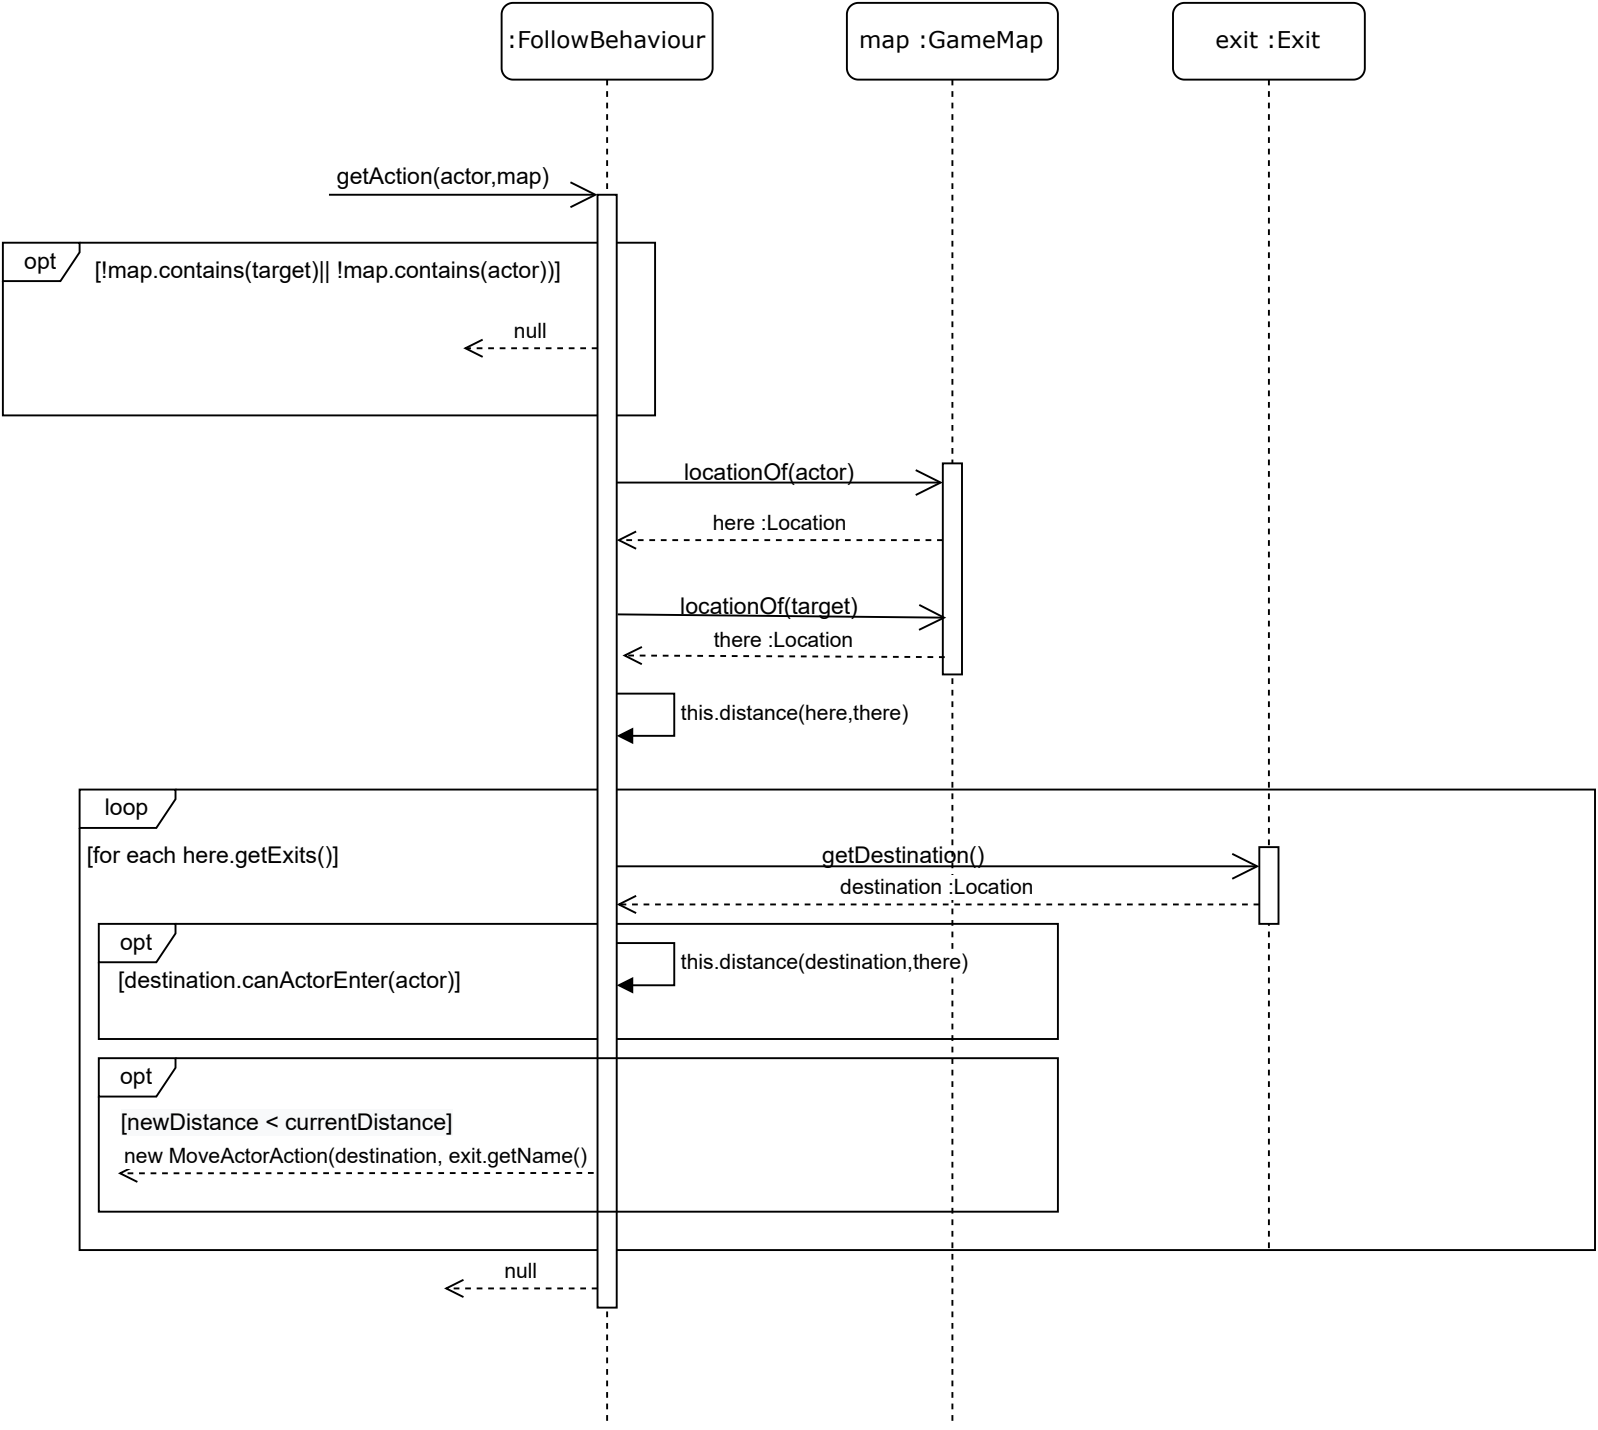 :FollowBehaviour
map :GameMap
exit :Exit
getAction(actor,map)
opt
[!map.contains(target)|| !map.contains(actor))]
null
locationOf(actor)
here :Location
locationOf(target)
there :Location
this.distance(here,there)
loop
[for each here.getExits()]
getDestination()
destination :Location
opt
this.distance(destination,there)
[destination.canActorEnter(actor)]
opt
[newDistance < currentDistance]
new MoveActorAction(destination, exit.getName()
null